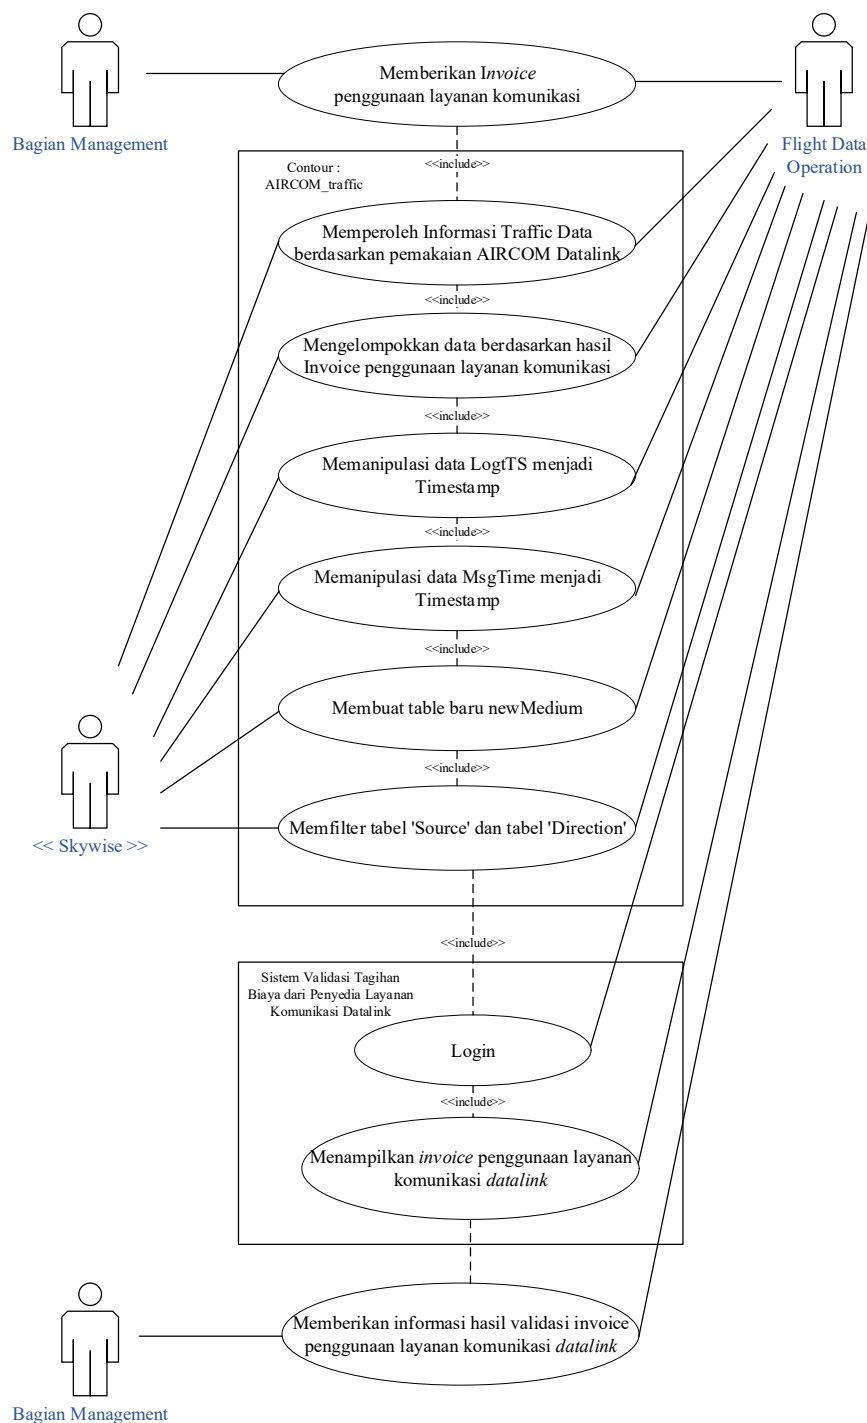 Memberikan Invoice
penggunaan layanan komunikasi
Bagian Management
Flight Data
Operation
<<include>>
Contour :
AIRCOM_traffic
Memperoleh Informasi Traffic Data
berdasarkan pemakaian AIRCOM Datalink
<<include>>
Mengelompokkan data berdasarkan hasil
Invoice penggunaan layanan komunikasi
<<include>>
Memanipulasi data LogtTS menjadi
Timestamp
<<include>>
Memanipulasi data MsgTime menjadi
Timestamp
<<include>>
Membuat table baru newMedium
<<include>>
Memfilter tabel 'Source' dan tabel 'Direction'
<< Skywise >>
<<include>>
Sistem Validasi Tagihan
Biaya dari Penyedia Layanan
Komunikasi Datalink
Login
<<include>>
Menampilkan invoice penggunaan layanan
komunikasi datalink
Memberikan informasi hasil validasi invoice
penggunaan layanan komunikasi datalink
Bagian Management